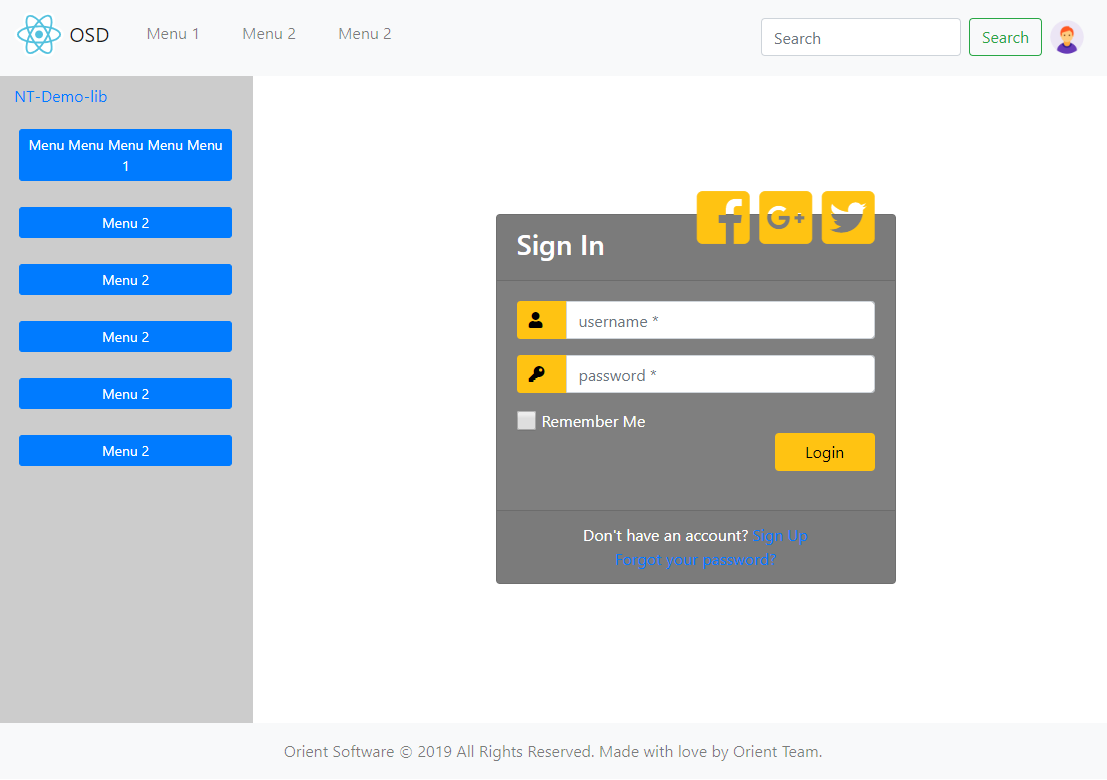 OSD
Menu 1
Menu 2
Menu 2
Search
Search
NT-Demo-lib
Menu Menu Menu Menu Menu
1
Menu 2
Menu 2
Menu 2
Menu 2
Menu 2
Sign In
username *
password *
Remember Me
Login
Don't have an account? Sign Up
Forgot your password?
Orient Software © 2019 All Rights Reserved. Made with love by Orient Team.